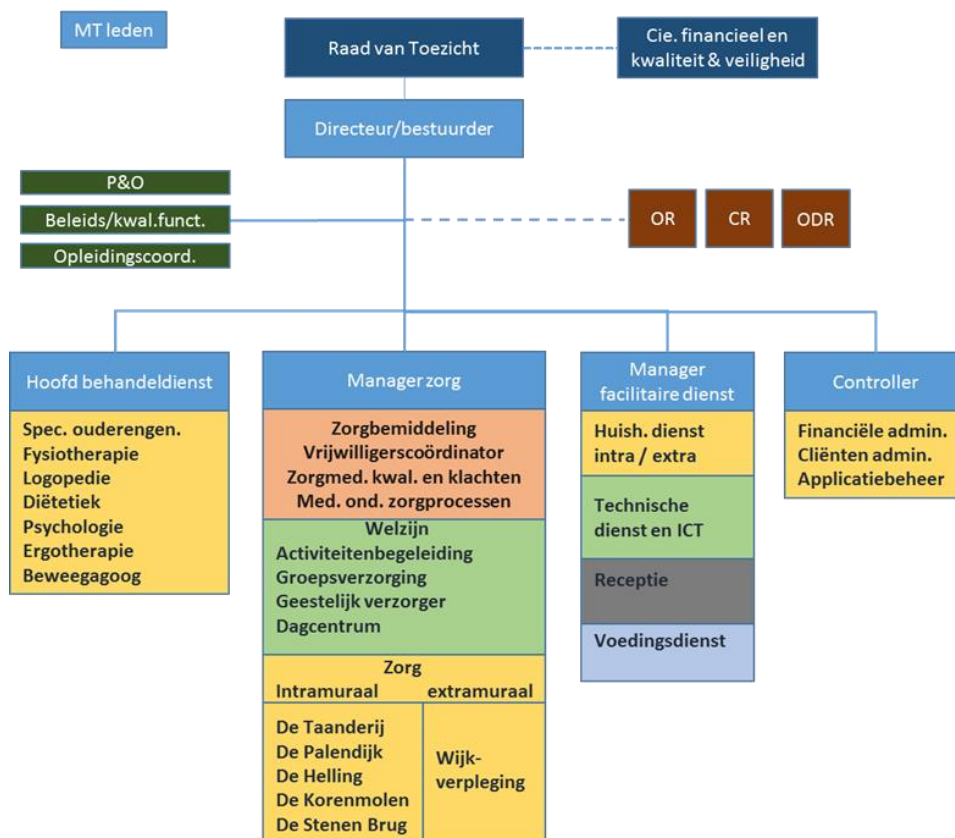 MT leden
Raad van Toezicht
Cie. financieel en
kwaliteit & veiligheid
Directeur/bestuurder
P&O
Beleids/kwal.funct.
Opleidingscoord.
OR
CR
ODR
Hoofd behandeldienst
Spec. ouderengen.
Fysiotherapie
Logopedie
Diëtetiek
Psychologie
Ergotherapie
Beweegagoog
Manager zorg
Zorgbemiddeling
Vrijwilligerscoördinator
Zorgmed. kwal. en klachten
Med. ond. zorgprocessen
Welzijn
Activiteitenbegeleiding
Groepsverzorging
Geestelijk verzorger
Dagcentrum
Zorg
Intramuraal extramuraal
De Taanderij
De Palendijk
De Helling
De Korenmolen
De Stenen Brug
Wijk-
verpleging
Manager
facilitaire dienst
Huish. dienst
intra / extra
Technische
dienst en ICT
Receptie
Voedingsdienst
Controller
Financiële admin.
Cliënten admin.
Applicatiebeheer